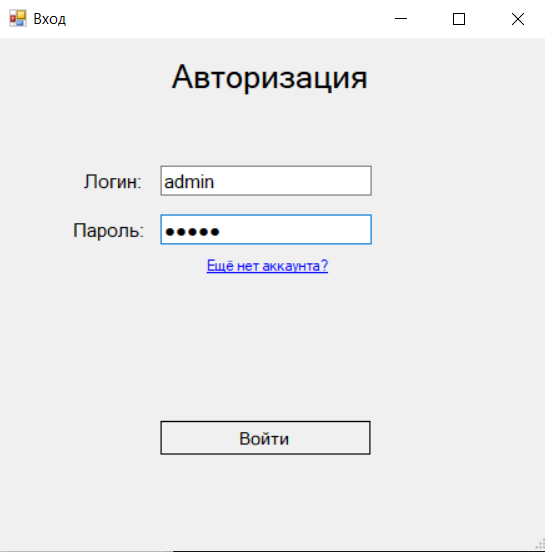 Вход
Авторизация
Логин: admin
Пароль: ●●●●●
Ещё нет аккаунта?
Войти